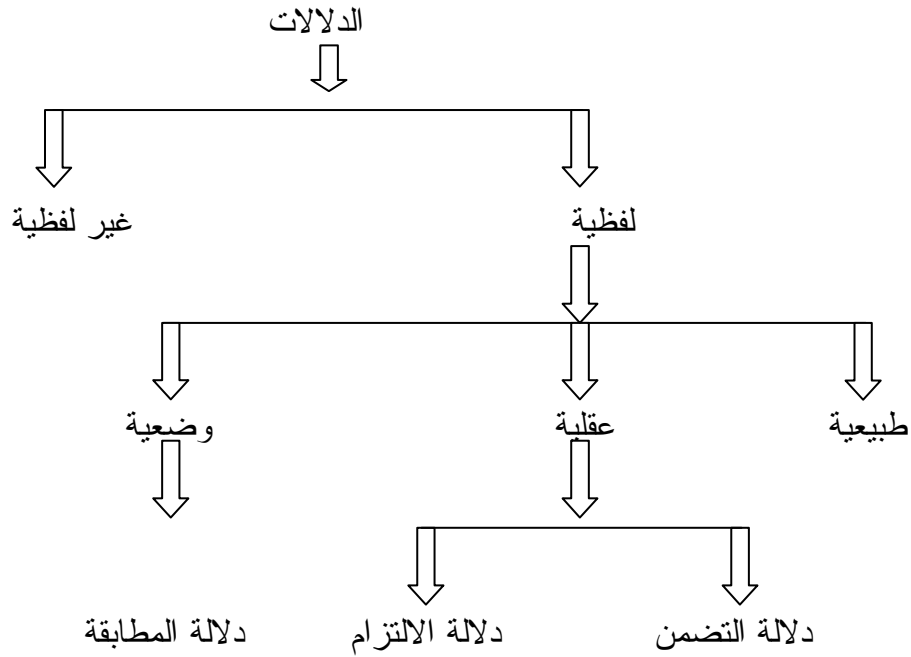 الدلالات
لفظية
غير لفظية
طبيعية
عقلية
وضعية
دلالة التضمن
دلالة الالتزام
دلالة المطابقة